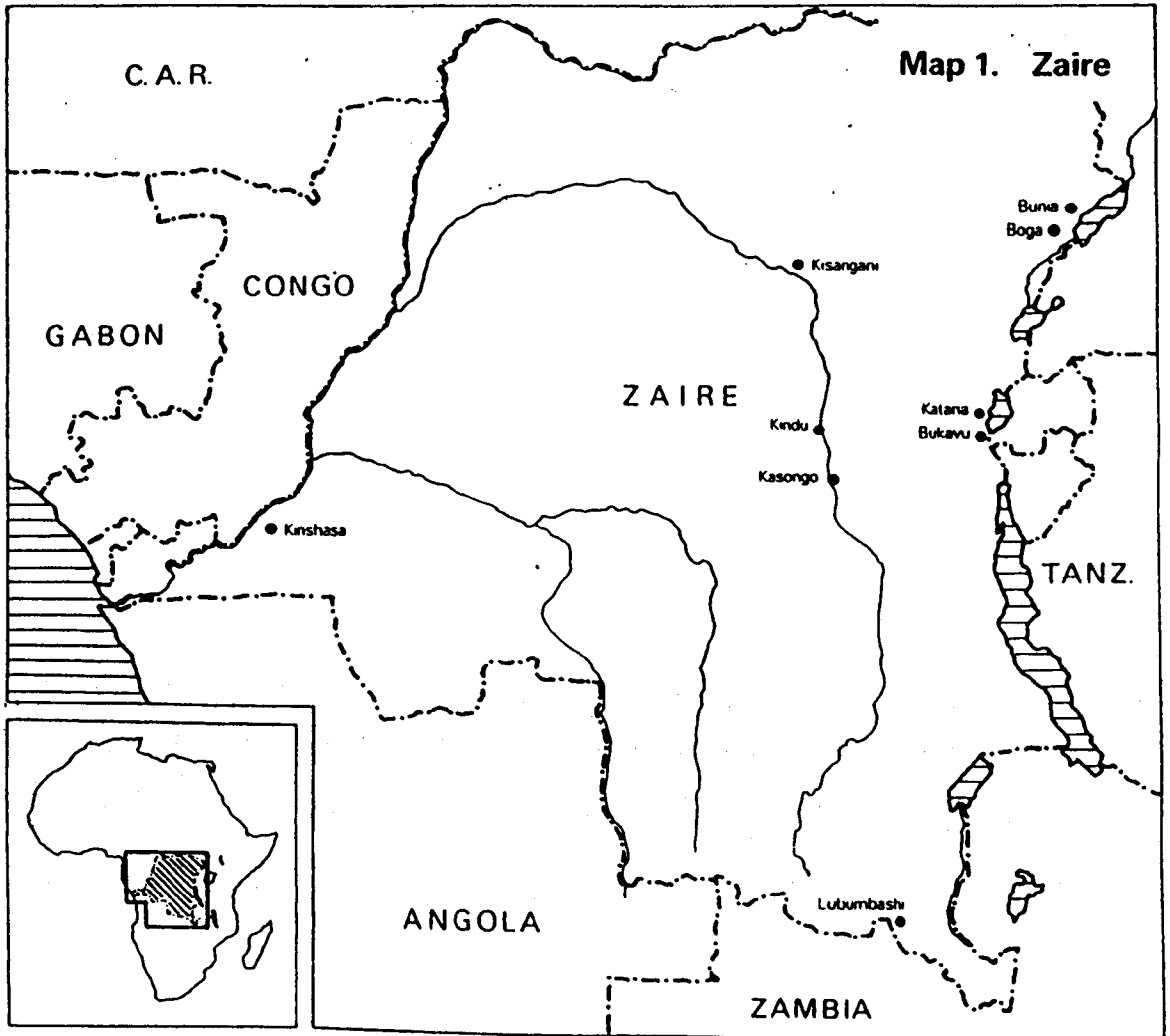 C.A.R.
Map 1. Zaire
Bunia
Boga
Kisangani
CONGO
GABON
ZAIRE
Katana
Kindu
Bukavu
Kasongo
Kinshasa
TANZ.
Lubumbashi
ANGOLA
ZAMBIA